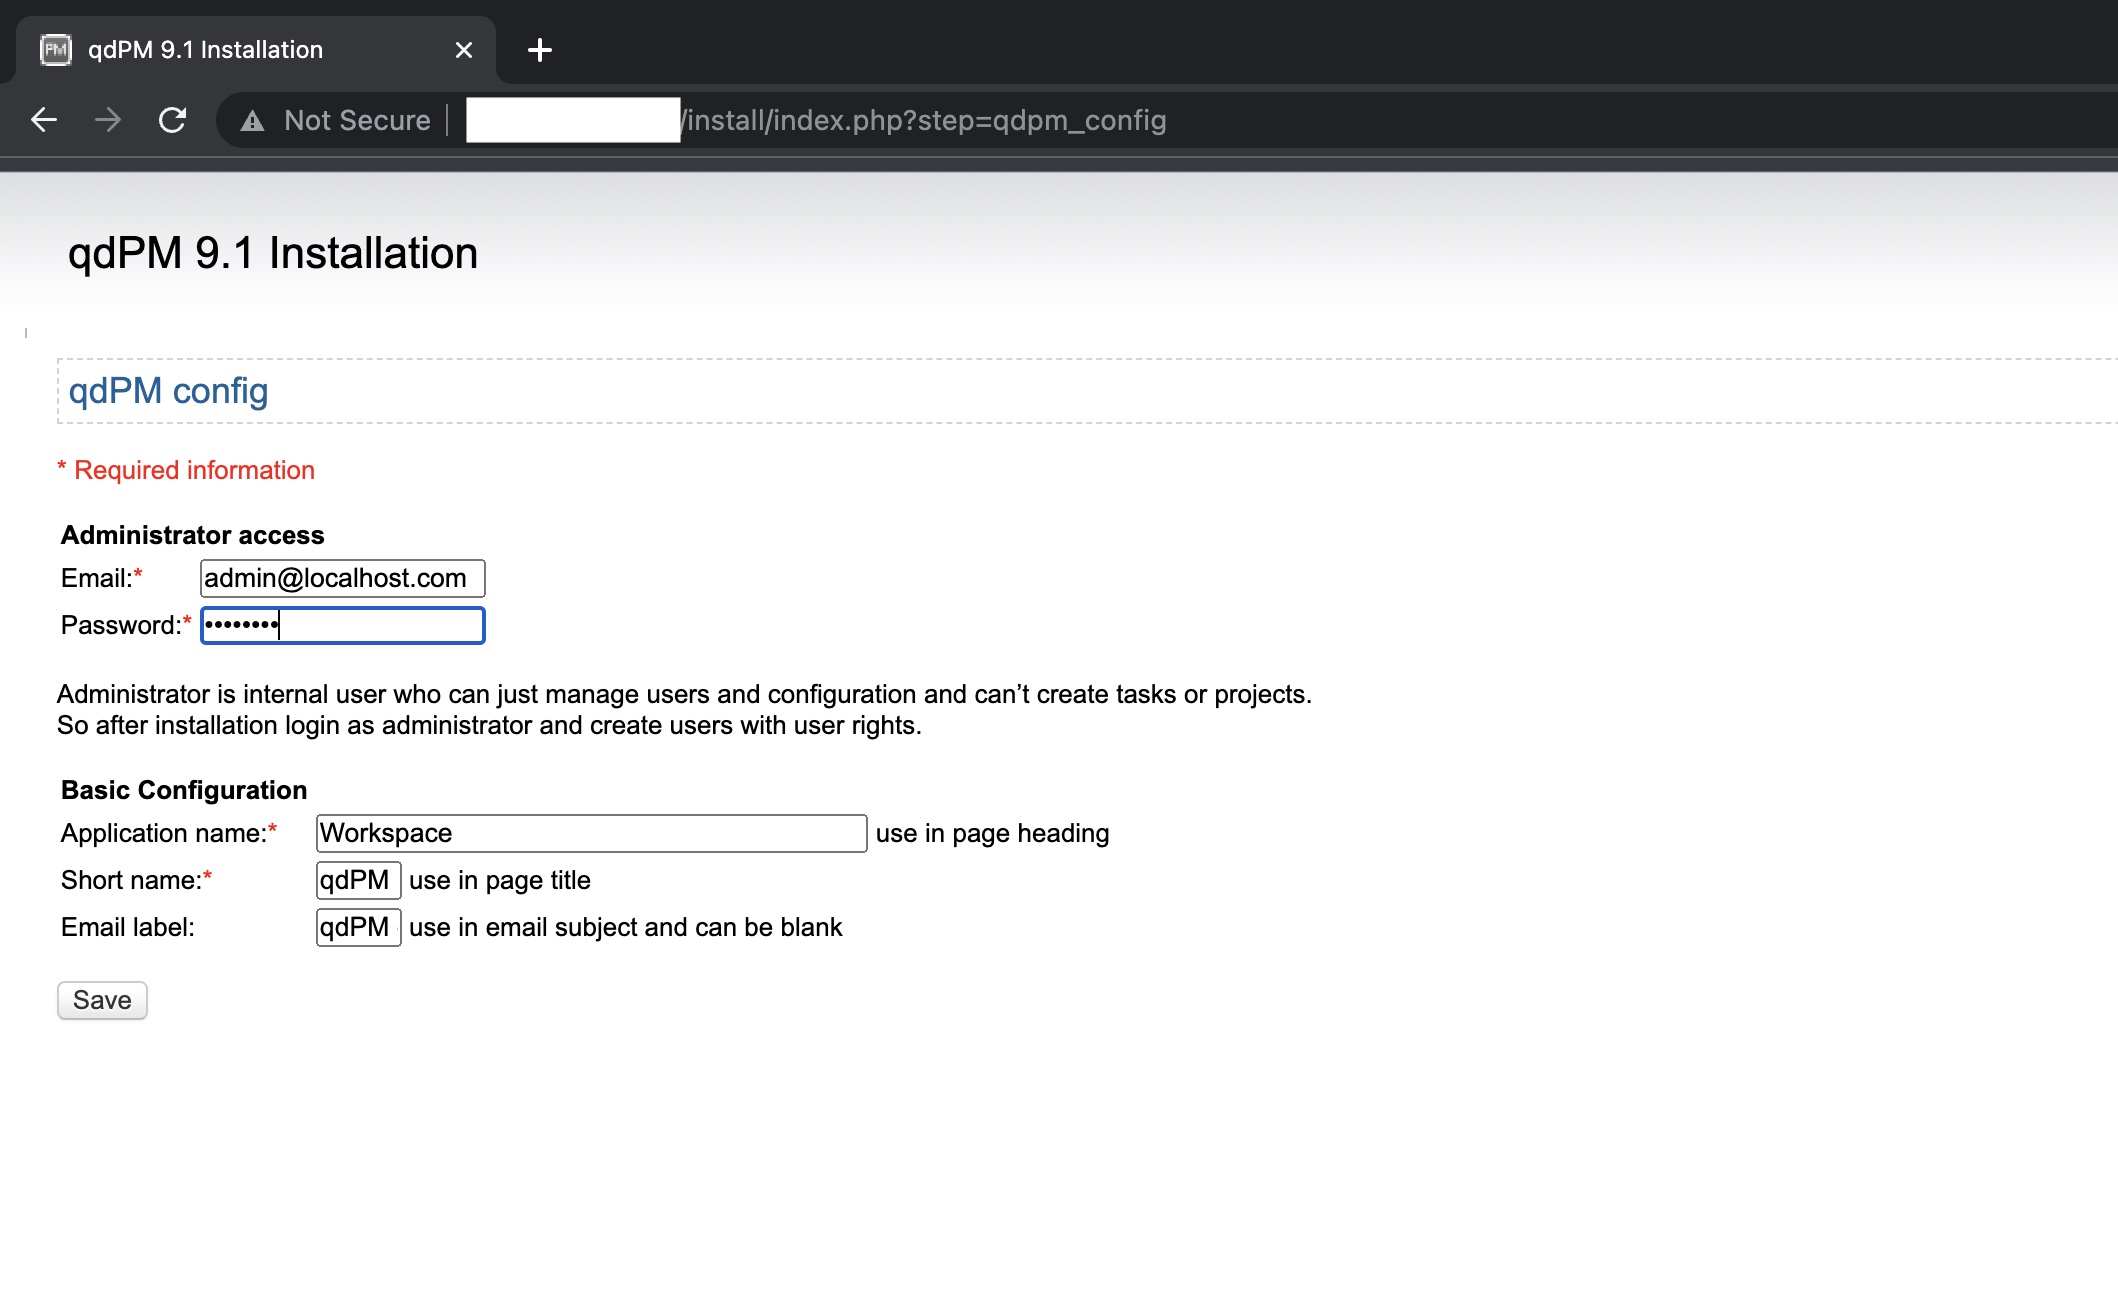 qdPM 9.1 Installation
Not Secure
/install/index.php?step=qdpm_config
qdPM 9.1 Installation
qdPM config
* Required information
Administrator access
Email:* admin@localhost.com
Password:* ••••••••
Administrator is internal user who can just manage users and configuration and can’t create tasks or projects.
So after installation login as administrator and create users with user rights.
Basic Configuration
Application name:* Workspace use in page heading
Short name:* qdPM use in page title
Email label: qdPM use in email subject and can be blank
Save